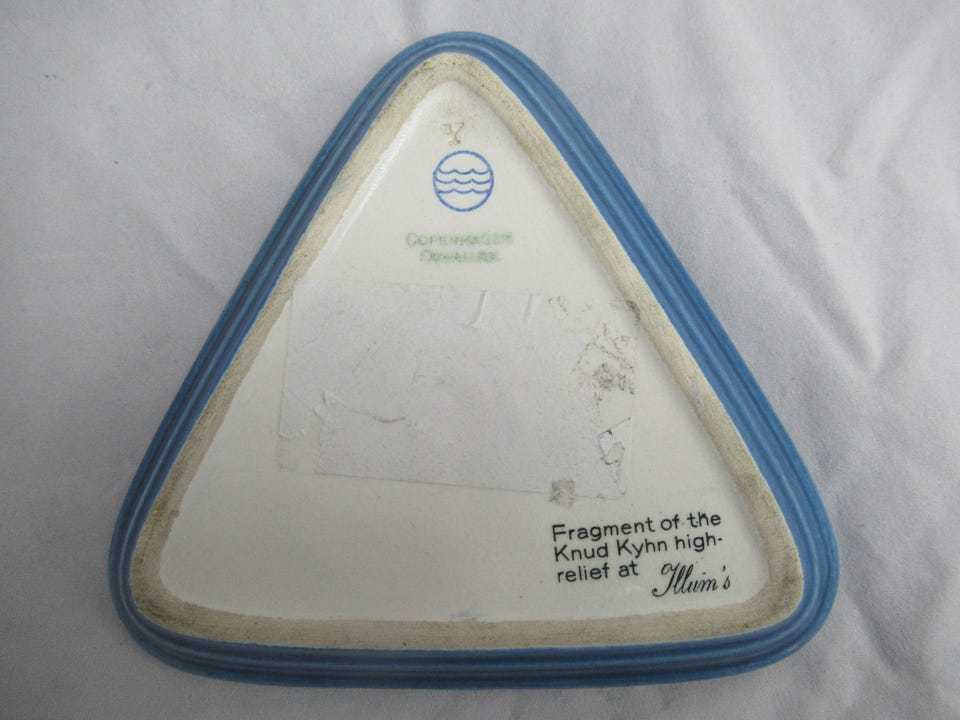 Y
COPENHAGEN
DENMARK
Fragment of the
Knud Kyhn high-
relief at Illum's